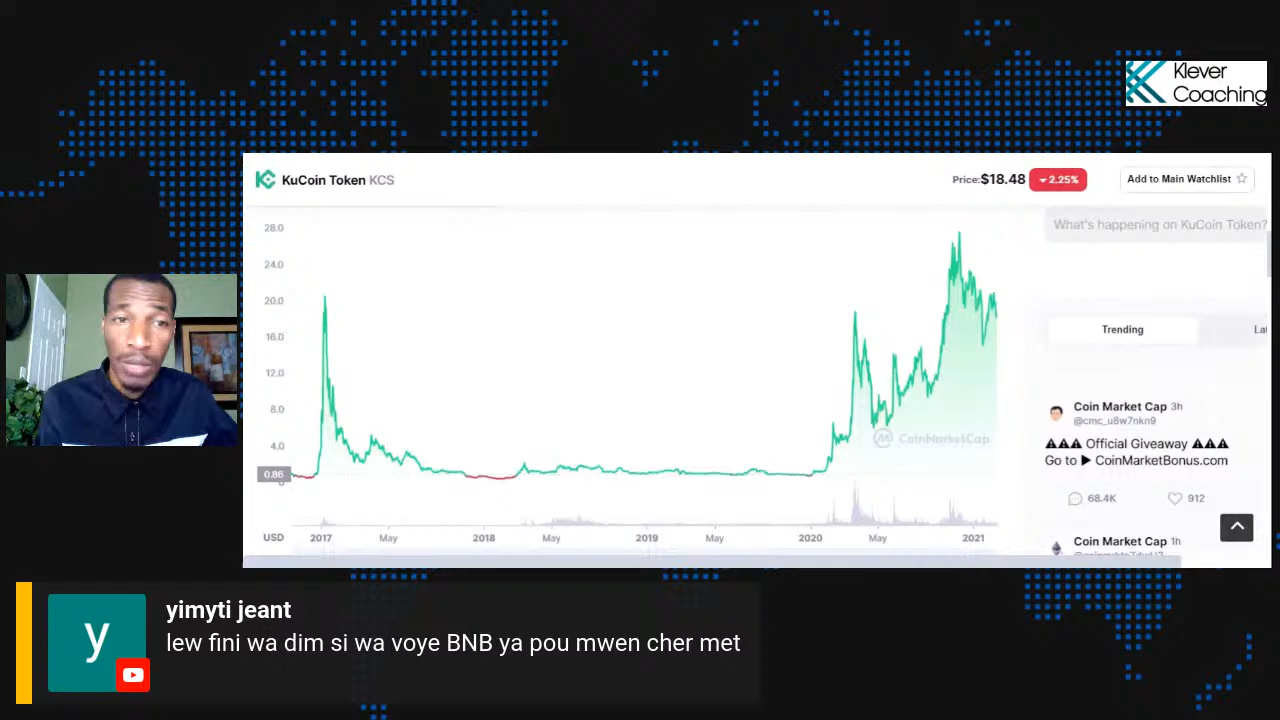 Klever
Coaching
KuCoin Token KCS
Price:$18.48 2.25%
Add to Main Watchlist
What's happening on KuCoin Token?
28.0
24.0
20.0
16.0
12.0
8.0
4.0
0.86
0
CoinMarketCap
USD 2017 May 2018 May 2019 May 2020 May 2021
Trending
Coin Market Cap 3h
@cmc_u8w7nkn9
Official Giveaway
Go to ▶ CoinMarketBonus.com
68.4K 912
Coin Market Cap 1h
y
yimyti jeant
lew fini wa dim si wa voye BNB ya pou mwen cher met